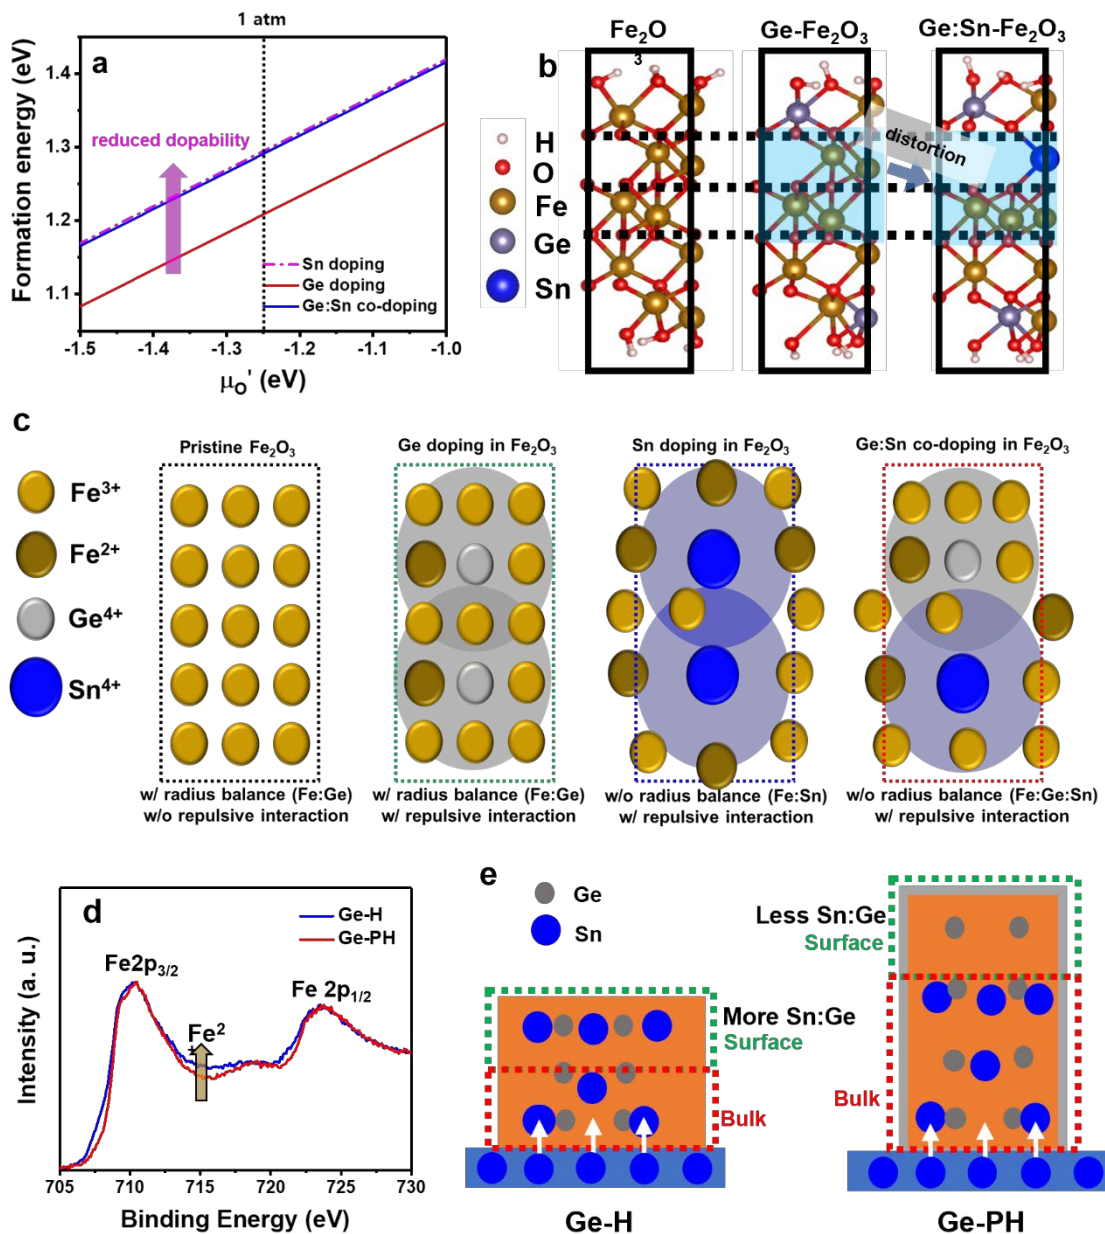 1 atm
a
Formation energy (eV)
1.4
1.3
1.2
1.1
reduced dopability
Sn doping
Ge doping
Ge:Sn co-doping
-1.5
-1.4
-1.3
-1.2
-1.1
-1.0
μO' (eV)
b
Fe2O
3
Ge-Fe2O3
Ge:Sn-Fe2O3
distortion
H
O
Fe
Ge
Sn
c
Fe3+
Fe2+
Ge4+
Sn4+
Pristine Fe2O3
Ge doping in Fe2O3
Sn doping in Fe2O3
Ge:Sn co-doping in Fe2O3
w/ radius balance (Fe:Ge)
w/o repulsive interaction
w/ radius balance (Fe:Ge)
w/ repulsive interaction
w/o radius balance (Fe:Sn)
w/ repulsive interaction
w/o radius balance (Fe:Ge:Sn)
w/ repulsive interaction
d
Intensity (a. u.)
Ge-H
Ge-PH
Fe2p3/2
Fe 2p1/2
Fe2
+
705
710
715
720
725
730
Binding Energy (eV)
e
Ge
Sn
More Sn:Ge
Surface
Bulk
Ge-H
Less Sn:Ge
Surface
Bulk
Ge-PH